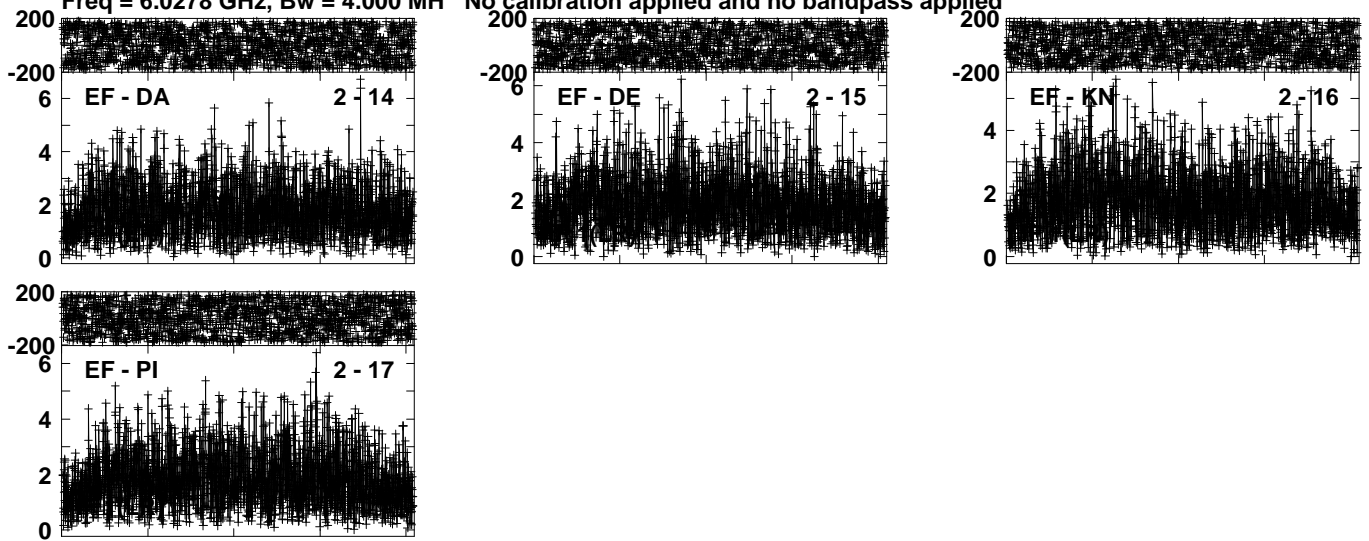 Freq = 6.0278 GHz, Bw = 4.000 MH No calibration applied and no bandpass applied
200 200 200
-200 -200 -200
6 EF - DA 2 - 14 6 EF - DE 2 - 15 EF - KN 2 - 16
4 4 4
2 2 2
0 0 0
200
-200
6 EF - PI 2 - 17
4
2
0